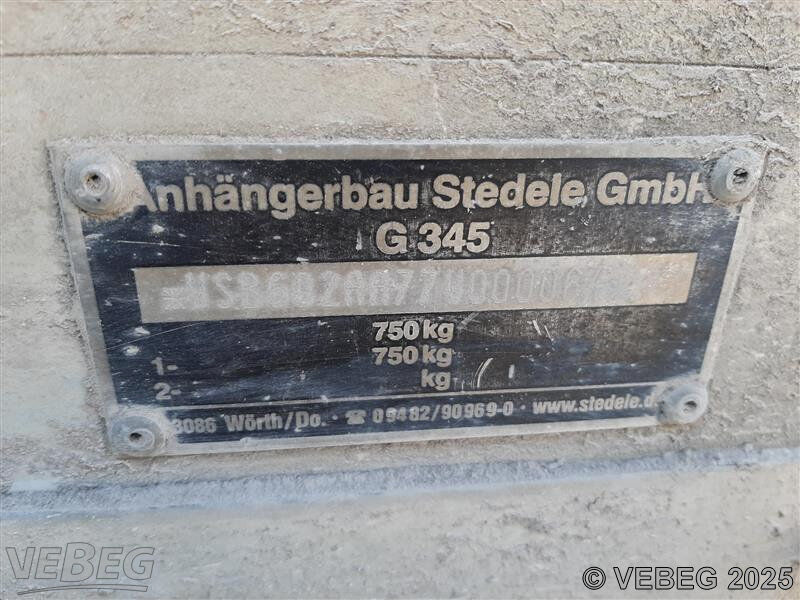 Anhängerbau Stedele GmbH
G 345
750 kg
1- 750 kg
2- kg
Wörth/Do. · ☎ 09482/90969-0 · www.stedele.d
VEBEG
© VEBEG 2025